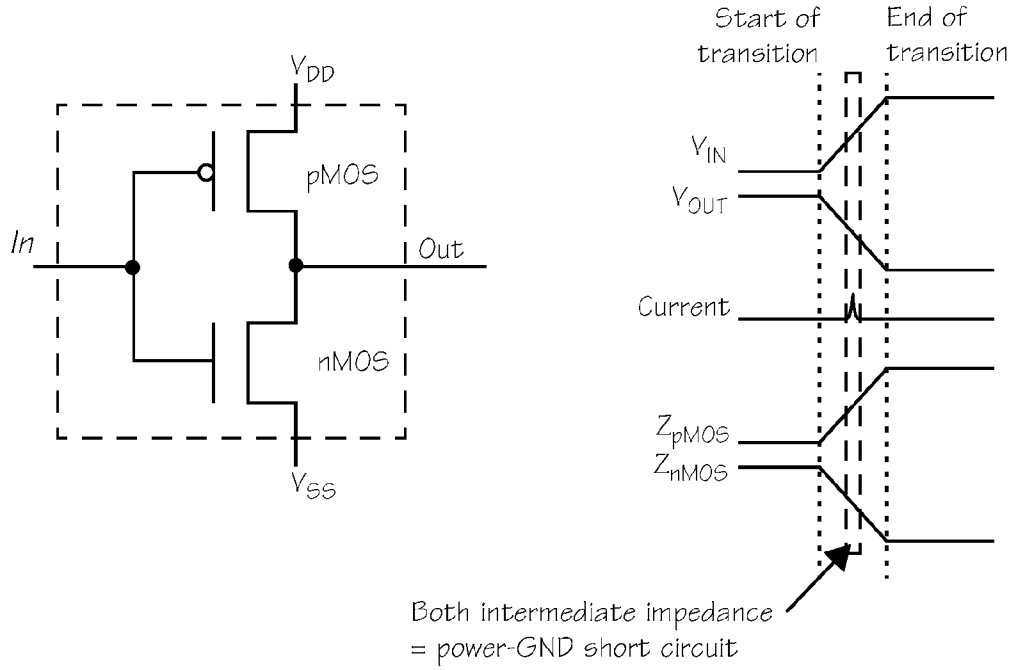 V_DD
pMOS
In
Out
nMOS
V_SS
Start of
transition
End of
transition
V_IN
V_OUT
Current
Z_pMOS
Z_nMOS
Both intermediate impedance
= power-GND short circuit